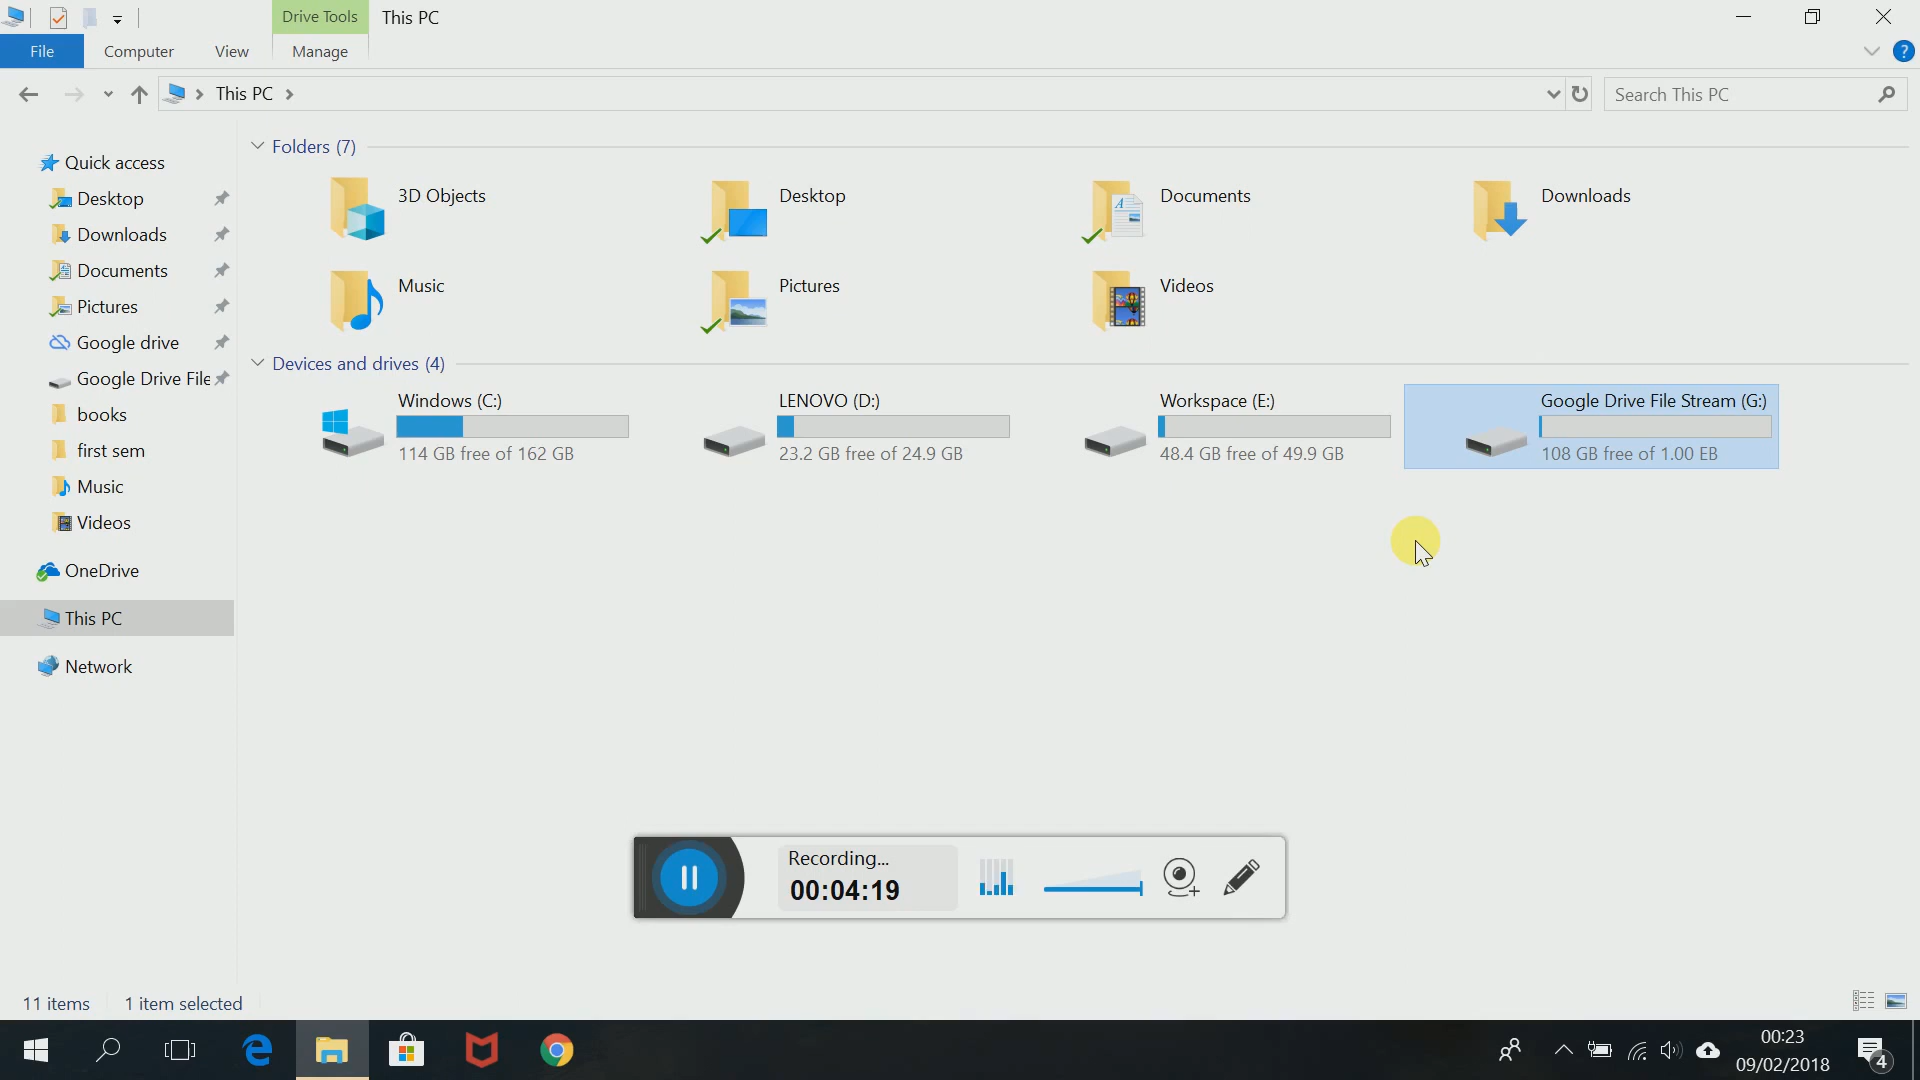 Drive Tools
This PC
File
Computer
View
Manage
This PC
Search This PC
Quick access
Desktop
Downloads
Documents
Pictures
Google drive
Google Drive File
books
first sem
Music
Videos
OneDrive
This PC
Network
Folders (7)
3D Objects
Desktop
Documents
Downloads
Music
Pictures
Videos
Devices and drives (4)
Windows (C:)
114 GB free of 162 GB
LENOVO (D:)
23.2 GB free of 24.9 GB
Workspace (E:)
48.4 GB free of 49.9 GB
Google Drive File Stream (G:)
108 GB free of 1.00 EB
Recording...
00:04:19
11 items
1 item selected
00:23
09/02/2018
4